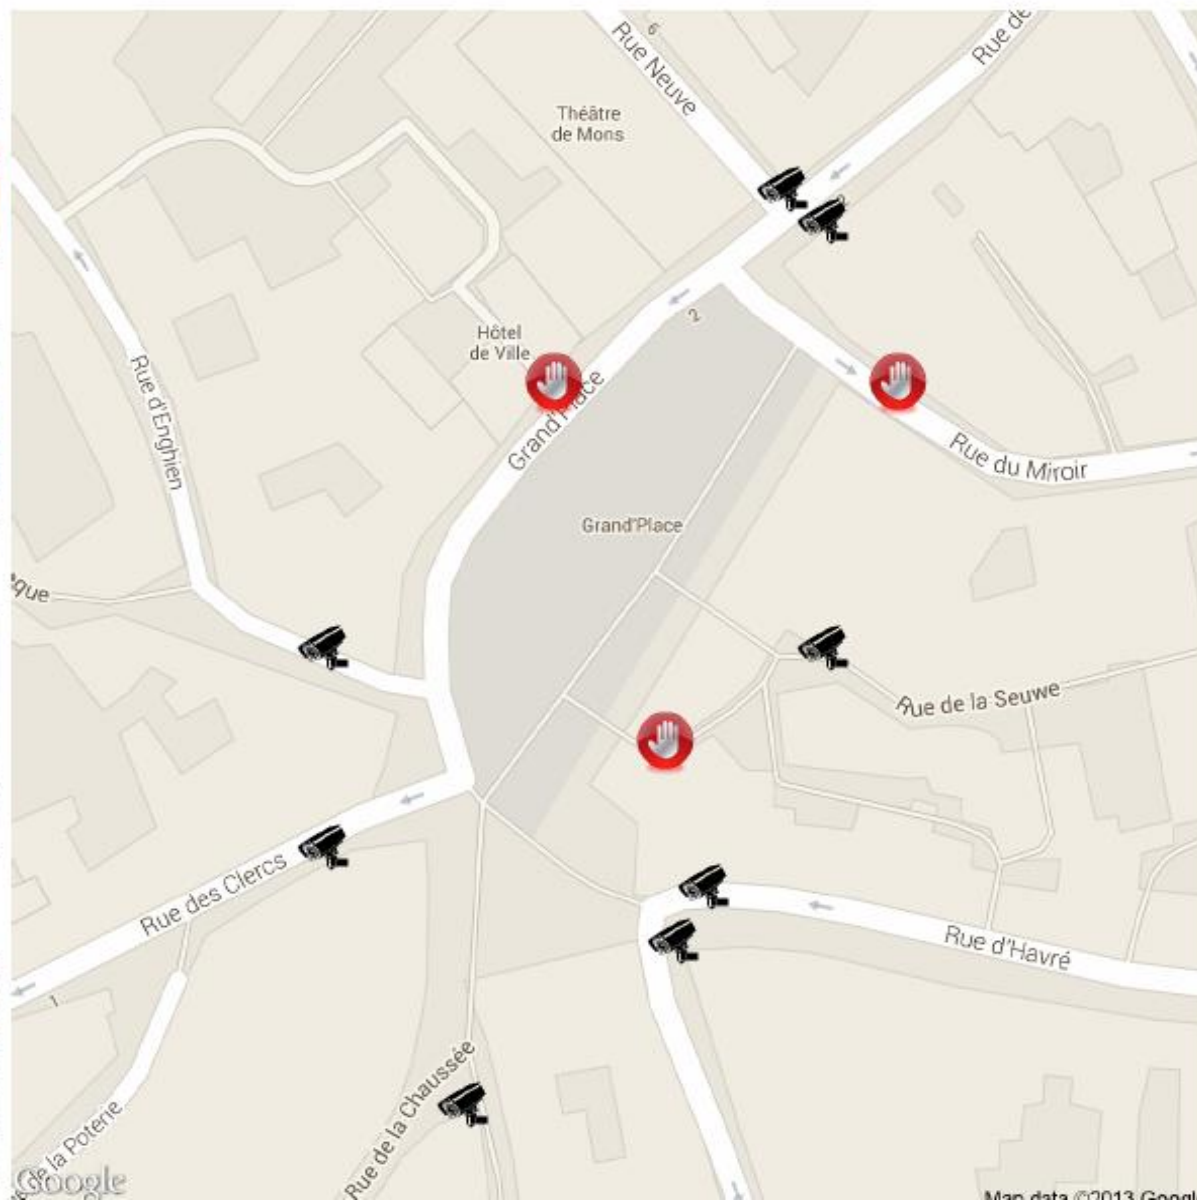 6
Rue Neuve
Rue de
Théâtre
de Mons
2
Hôtel
de Ville
Grand'Place
Rue d'Enghien
Rue du Miroir
Grand'Place
que
Rue de la Seuwe
Rue des Clercs
Rue d'Havré
1
Rue de la Chaussée
de la Poterie
Google
Map data ©2013 Google